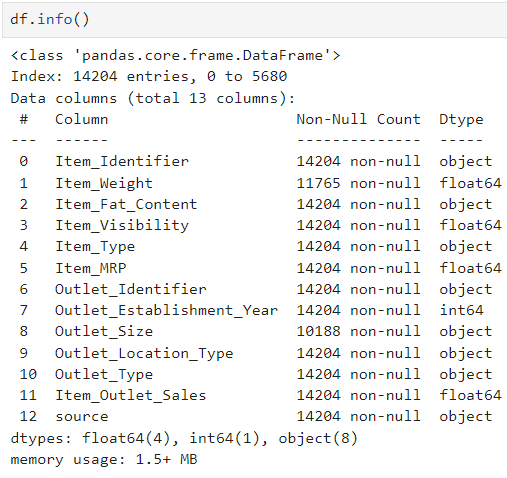 df.info()
<class 'pandas.core.frame.DataFrame'>
Index: 14204 entries, 0 to 5680
Data columns (total 13 columns):
 #   Column                     Non-Null Count  Dtype
---  ------                     --------------  -----
 0   Item_Identifier            14204 non-null  object
 1   Item_Weight                11765 non-null  float64
 2   Item_Fat_Content           14204 non-null  object
 3   Item_Visibility            14204 non-null  float64
 4   Item_Type                  14204 non-null  object
 5   Item_MRP                   14204 non-null  float64
 6   Outlet_Identifier          14204 non-null  object
 7   Outlet_Establishment_Year  14204 non-null  int64
 8   Outlet_Size                10188 non-null  object
 9   Outlet_Location_Type       14204 non-null  object
 10  Outlet_Type                14204 non-null  object
 11  Item_Outlet_Sales          14204 non-null  float64
 12  source                     14204 non-null  object
dtypes: float64(4), int64(1), object(8)
memory usage: 1.5+ MB